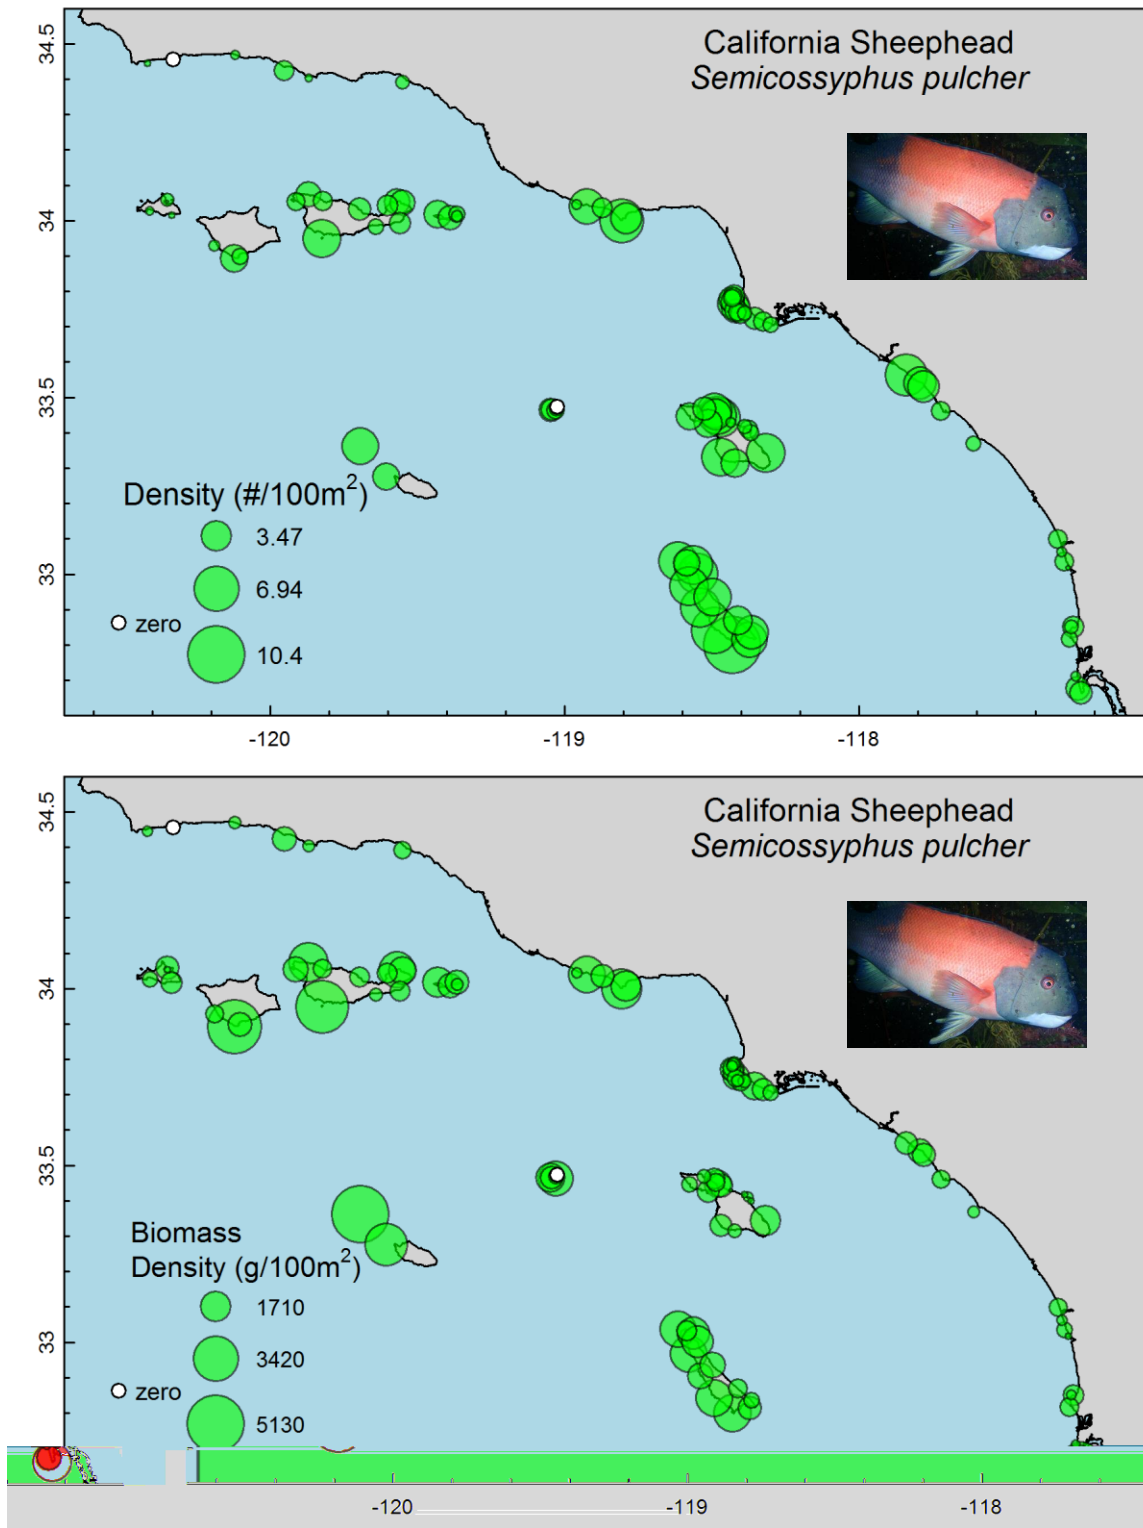 California Sheephead
Semicossyphus pulcher
34.5
34
33.5
33
Density (#/100m²)
3.47
6.94
zero
10.4
-120
-119
-118
California Sheephead
Semicossyphus pulcher
34.5
34
33.5
33
Biomass
Density (g/100m²)
1710
3420
zero
5130
-120
-119
-118